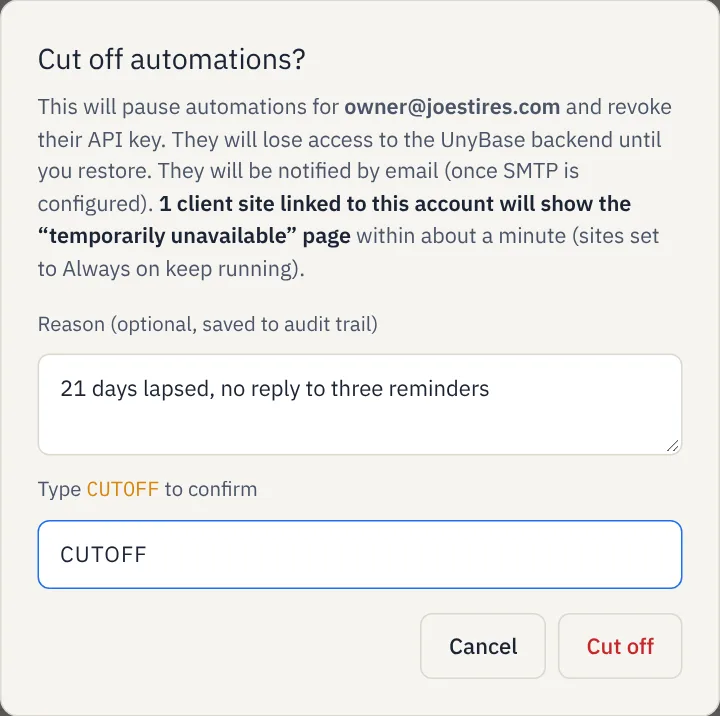 Cut off automations?
This will pause automations for owner@joestires.com and revoke
their API key. They will lose access to the UnyBase backend until
you restore. They will be notified by email (once SMTP is
configured). 1 client site linked to this account will show the
“temporarily unavailable” page within about a minute (sites set
to Always on keep running).
Reason (optional, saved to audit trail)
21 days lapsed, no reply to three reminders
Type CUTOFF to confirm
CUTOFF
Cancel Cut off